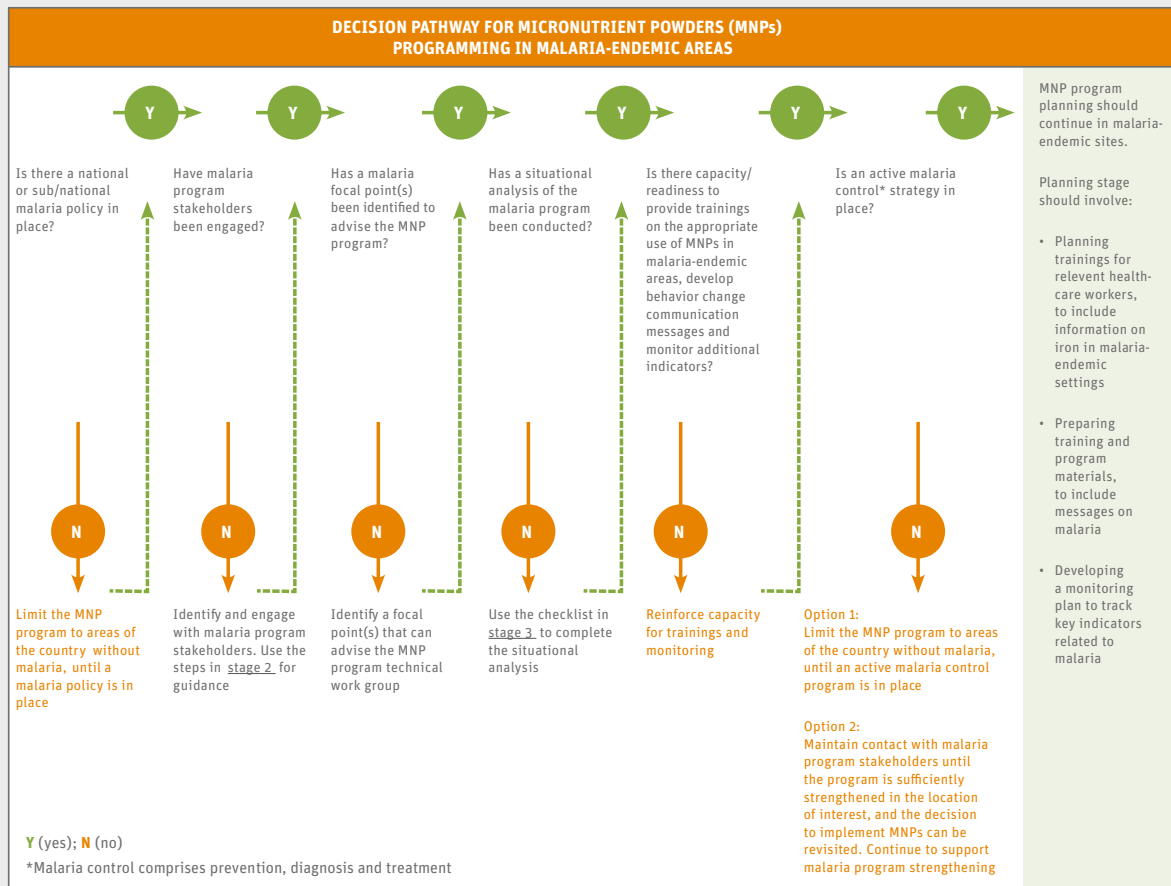 DECISION PATHWAY FOR MICRONUTRIENT POWDERS (MNPs)
PROGRAMMING IN MALARIA-ENDEMIC AREAS
Y
Y
Y
Y
Y
Y
Is there a national
or sub/national
malaria policy in
place?
Have malaria
program
stakeholders
been engaged?
Has a malaria
focal point(s)
been identified to
advise the MNP
program?
Has a situational
analysis of the
malaria program
been conducted?
Is there capacity/
readiness to
provide trainings
on the appropriate
use of MNPs in
malaria-endemic
areas, develop
behavior change
communication
messages and
monitor additional
indicators?
Is an active malaria
control* strategy in
place?
N
N
N
N
N
N
Limit the MNP
program to areas of
the country without
malaria, until a
malaria policy is in
place
Identify and engage
with malaria program
stakeholders. Use the
steps in stage 2 for
guidance
Identify a focal
point(s) that can
advise the MNP
program technical
work group
Use the checklist in
stage 3 to complete
the situational
analysis
Reinforce capacity
for trainings and
monitoring
Option 1:
Limit the MNP program to areas
of the country without malaria,
until an active malaria control
program is in place
Option 2:
Maintain contact with malaria
program stakeholders until
the program is sufficiently
strengthened in the location
of interest, and the decision
to implement MNPs can be
revisited. Continue to support
malaria program strengthening
MNP program
planning should
continue in malaria-
endemic sites.
Planning stage
should involve:
• Planning
trainings for
relevent health-
care workers,
to include
information on
iron in malaria-
endemic
settings
• Preparing
training and
program
materials,
to include
messages on
malaria
• Developing
a monitoring
plan to track
key indicators
related to
malaria
Y (yes); N (no)
*Malaria control comprises prevention, diagnosis and treatment